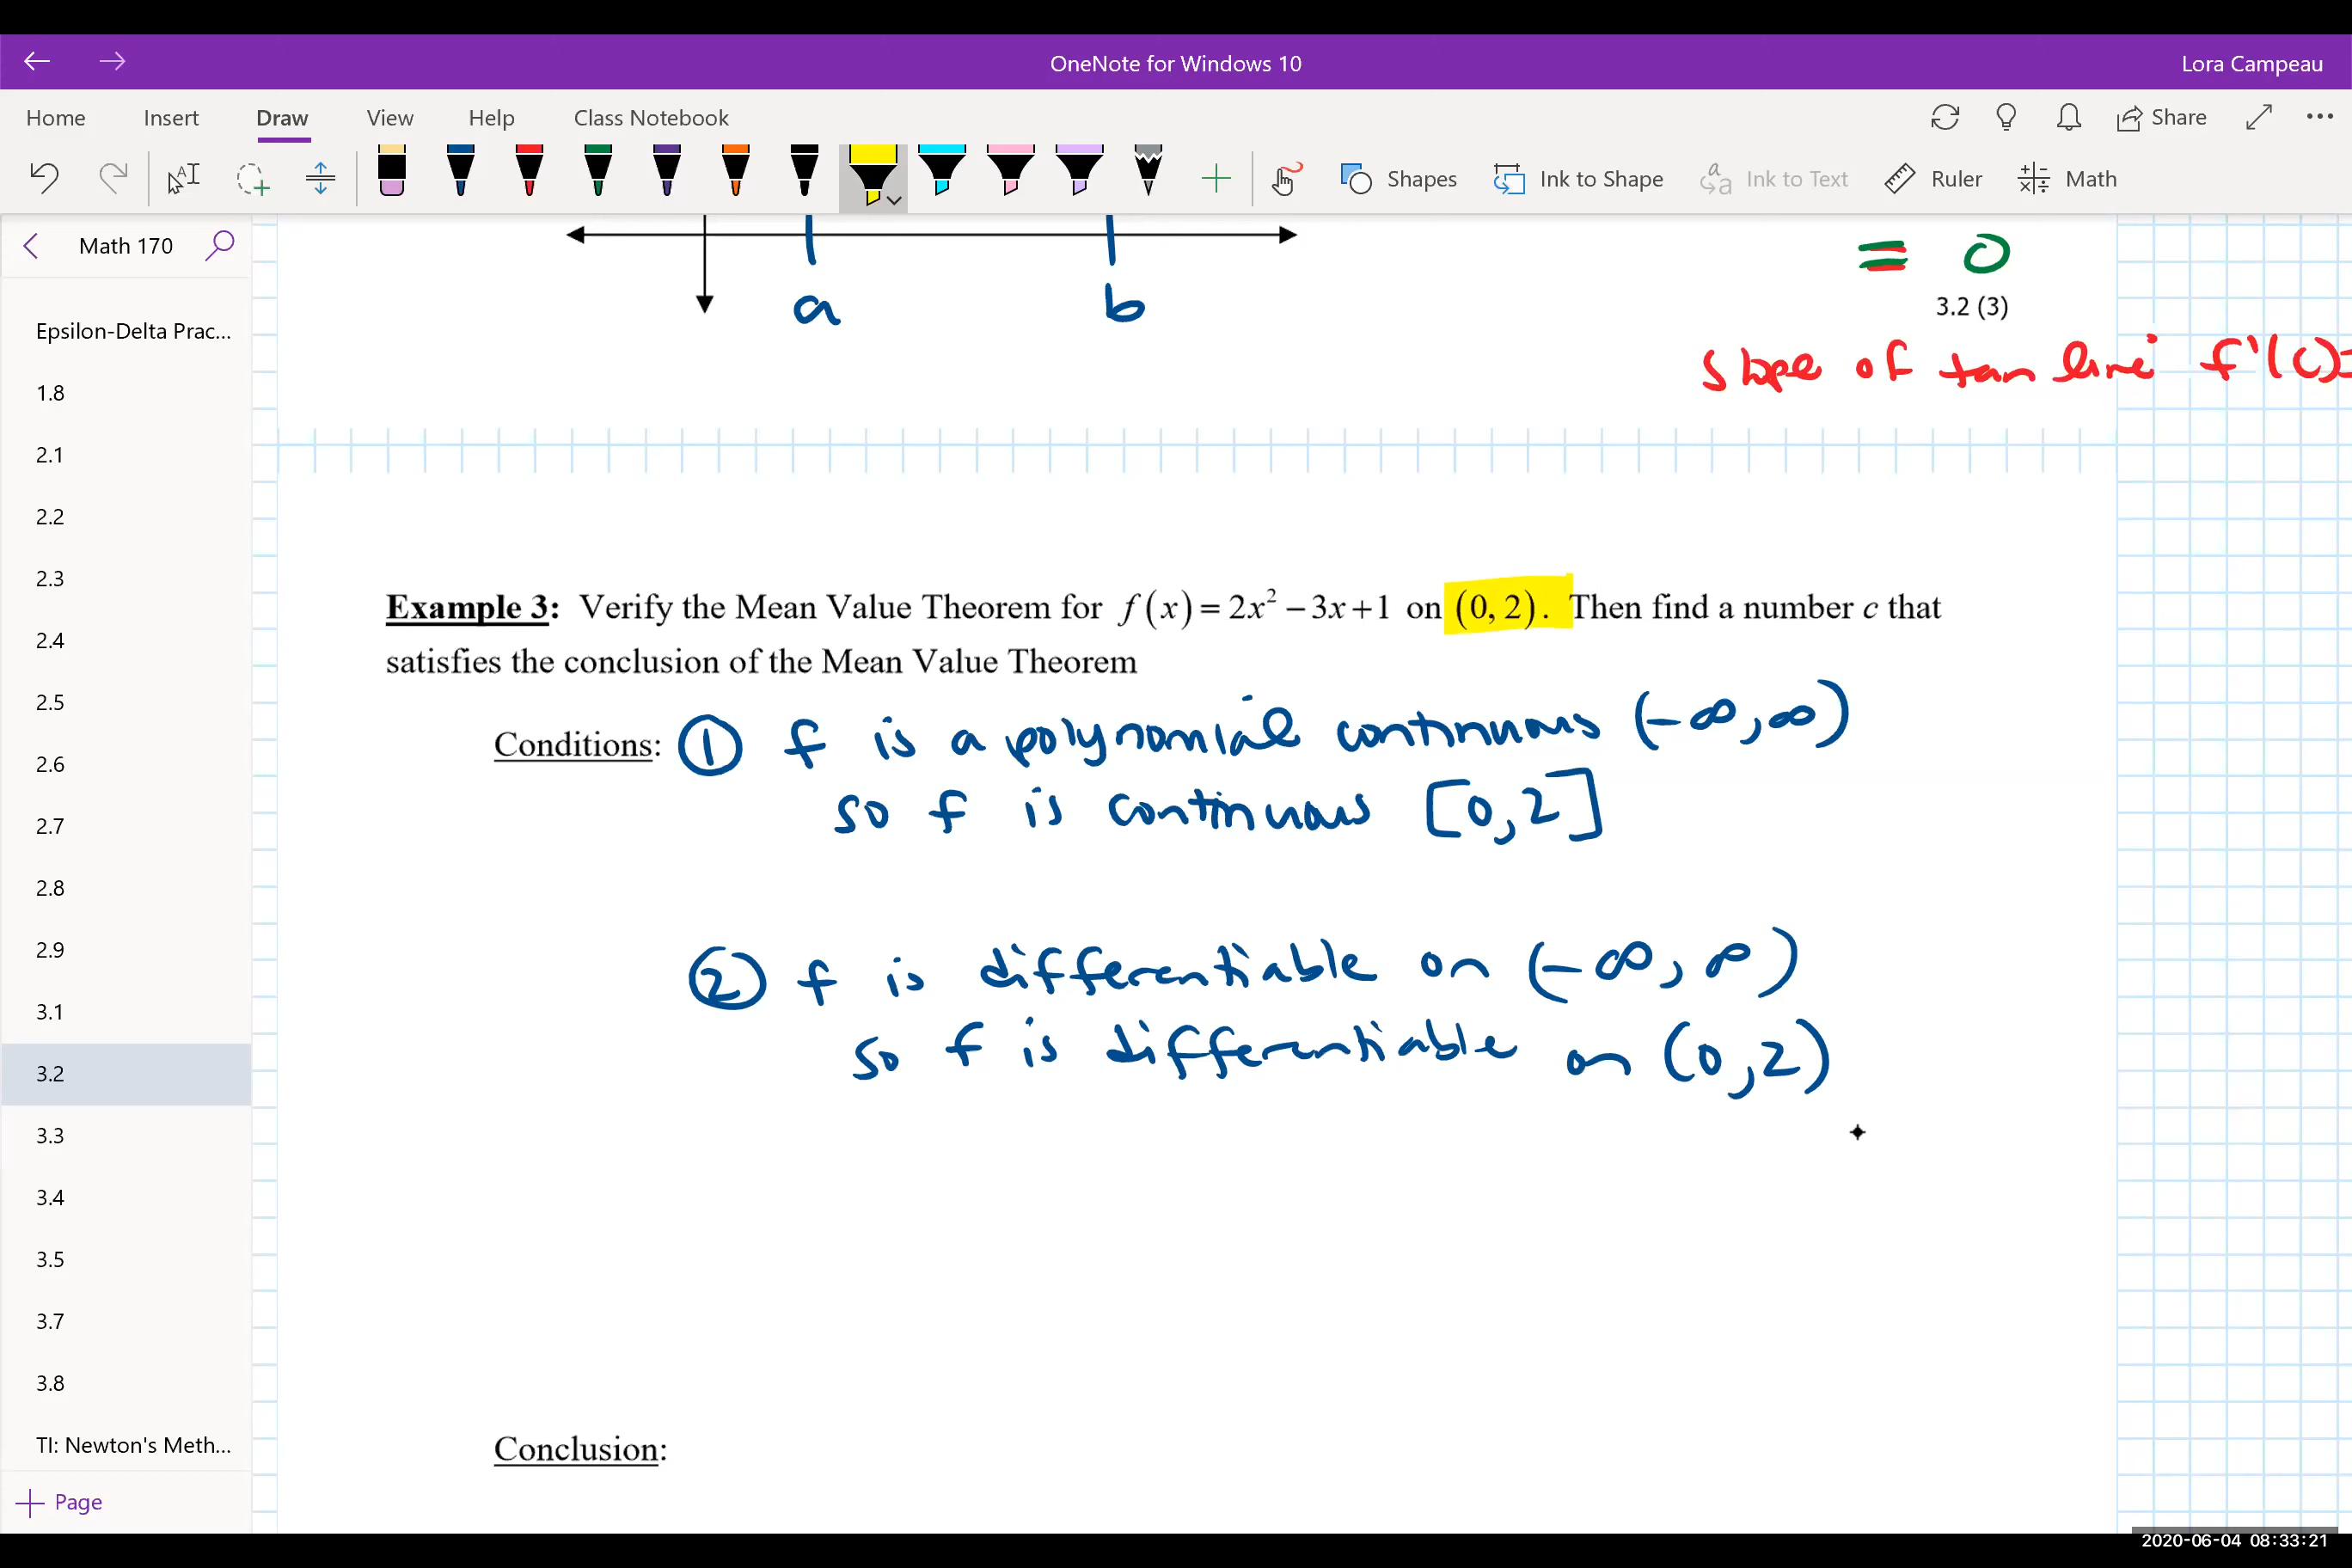 OneNote for Windows 10
Lora Campeau
Home Insert Draw View Help Class Notebook
Share
Shapes Ink to Shape Ink to Text Ruler Math
Math 170
Epsilon-Delta Prac...
1.8
2.1
2.2
2.3
2.4
2.5
2.6
2.7
2.8
2.9
3.1
3.2
3.3
3.4
3.5
3.7
3.8
TI: Newton's Meth...
Page
= 0
a b
3.2 (3)
slope of tan line f'(c)=
Example 3: Verify the Mean Value Theorem for f(x) = 2x² − 3x + 1 on (0, 2). Then find a number c that
satisfies the conclusion of the Mean Value Theorem
Conditions: ① f is a polynomial continuous (-∞, ∞)
so f is continuous [0,2]
② f is differentiable on (-∞, ∞)
so f is differentiable on (0,2)
Conclusion:
2020-06-04 08:33:21